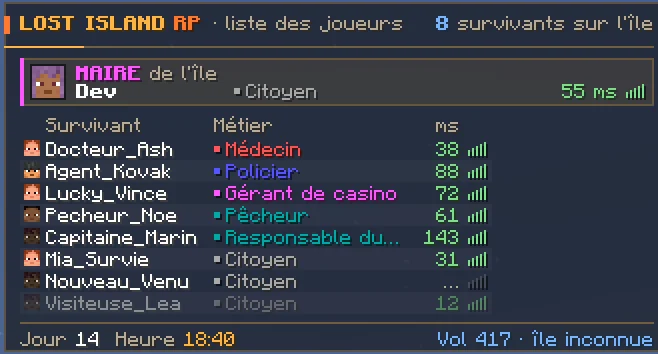 LOST ISLAND RP · liste des joueurs 8 survivants sur l'île
MAIRE de l'île
Dev ▪Citoyen 55 ms
Survivant Métier ms
Docteur_Ash ▪Médecin 38
Agent_Kovak ▪Policier 88
Lucky_Vince ▪Gérant de casino 72
Pecheur_Noe ▪Pêcheur 61
Capitaine_Marin ▪Responsable du... 143
Mia_Survie ▪Citoyen 31
Nouveau_Venu ▪Citoyen ...
Visiteuse_Lea ▪Citoyen 12
Jour 14 Heure 18:40 Vol 417 · île inconnue